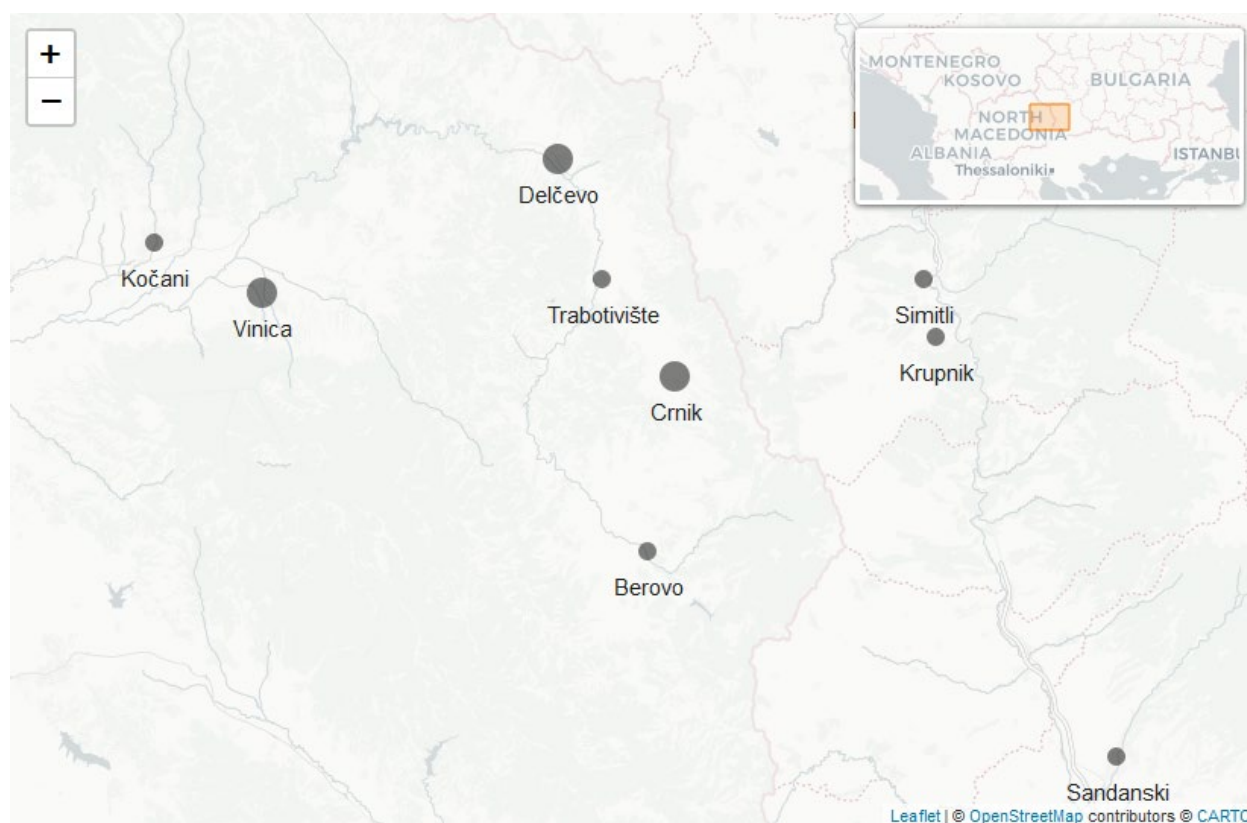 +
−
MONTENEGRO
KOSOVO
BULGARIA
NORTH
MACEDONIA
ALBANIA
ISTANBU
Thessaloniki
Delčevo
Kočani
Vinica
Trabotivište
Simitli
Krupnik
Crnik
Berovo
Sandanski
Leaflet | © OpenStreetMap contributors © CARTO